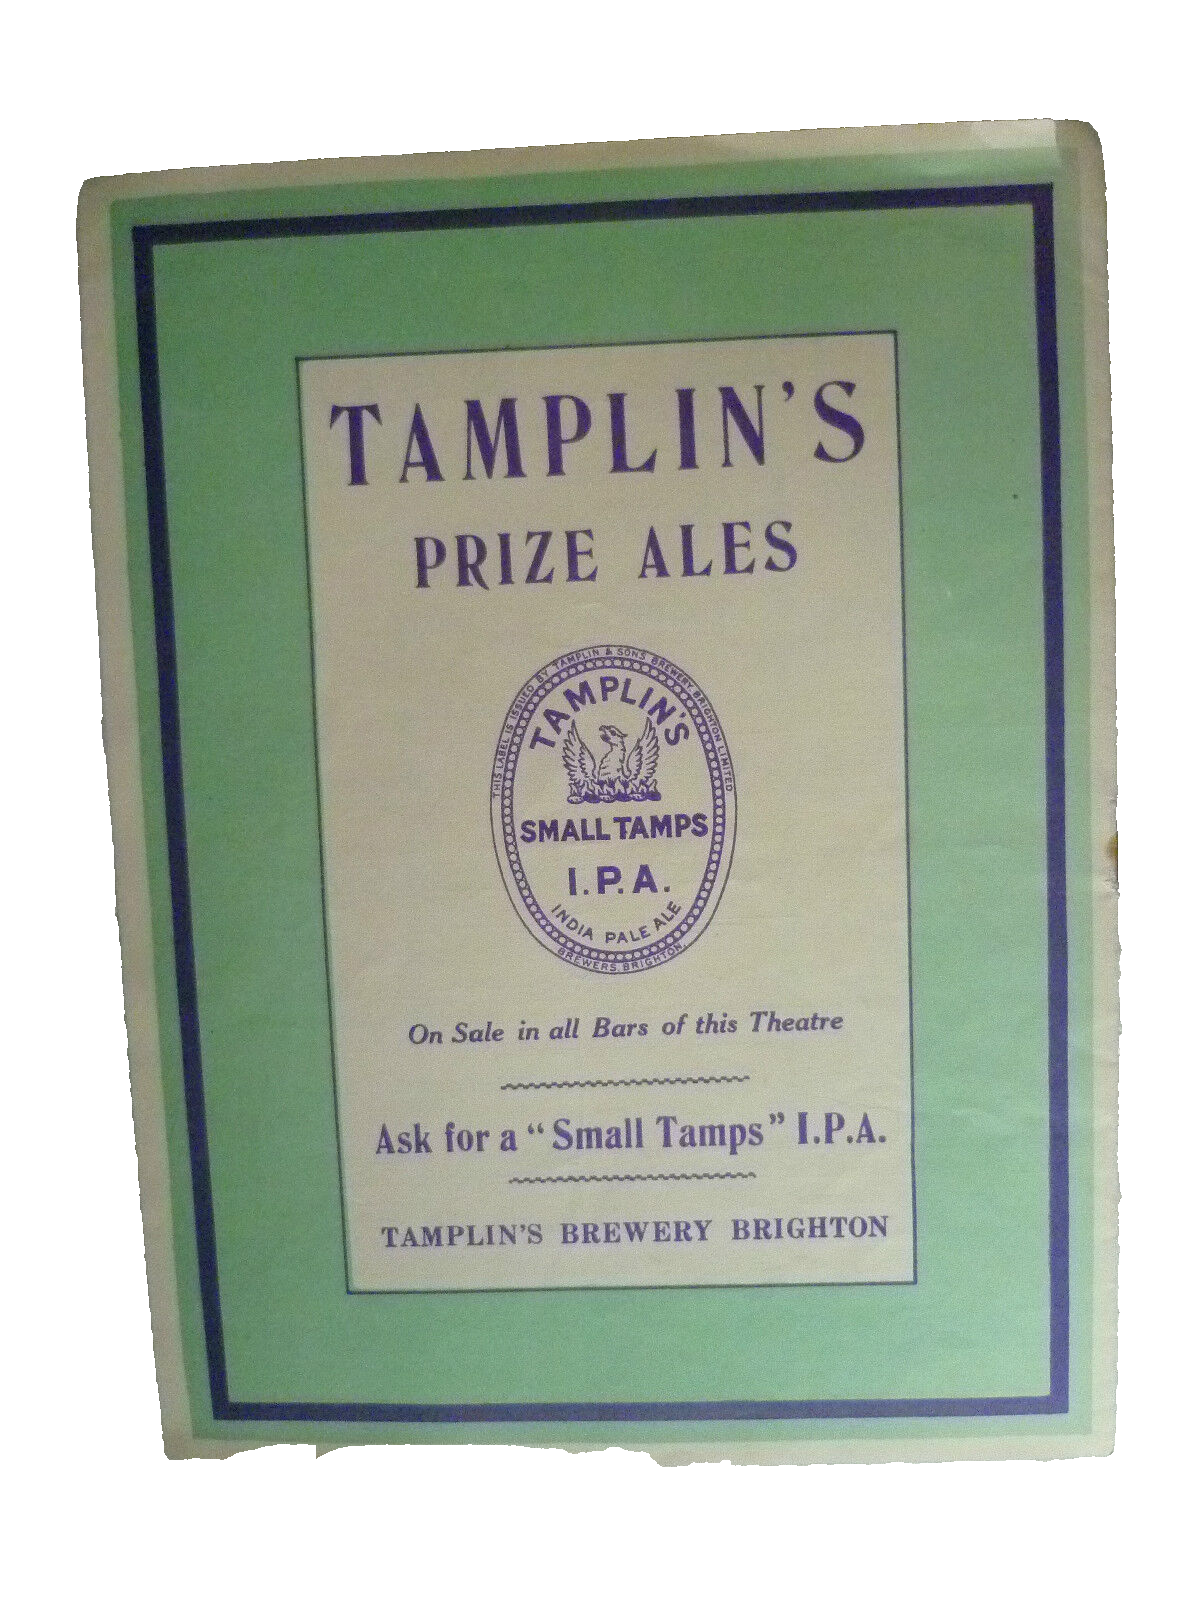 TAMPLIN'S
PRIZE ALES
THIS LABEL IS ISSUED BY TAMPLIN & SONS BREWERY, BRIGHTON LIMITED
TAMPLIN'S
SMALL TAMPS
I.P.A.
INDIA PALE ALE
BREWERS, BRIGHTON.
On Sale in all Bars of this Theatre
Ask for a "Small Tamps" I.P.A.
TAMPLIN'S BREWERY BRIGHTON